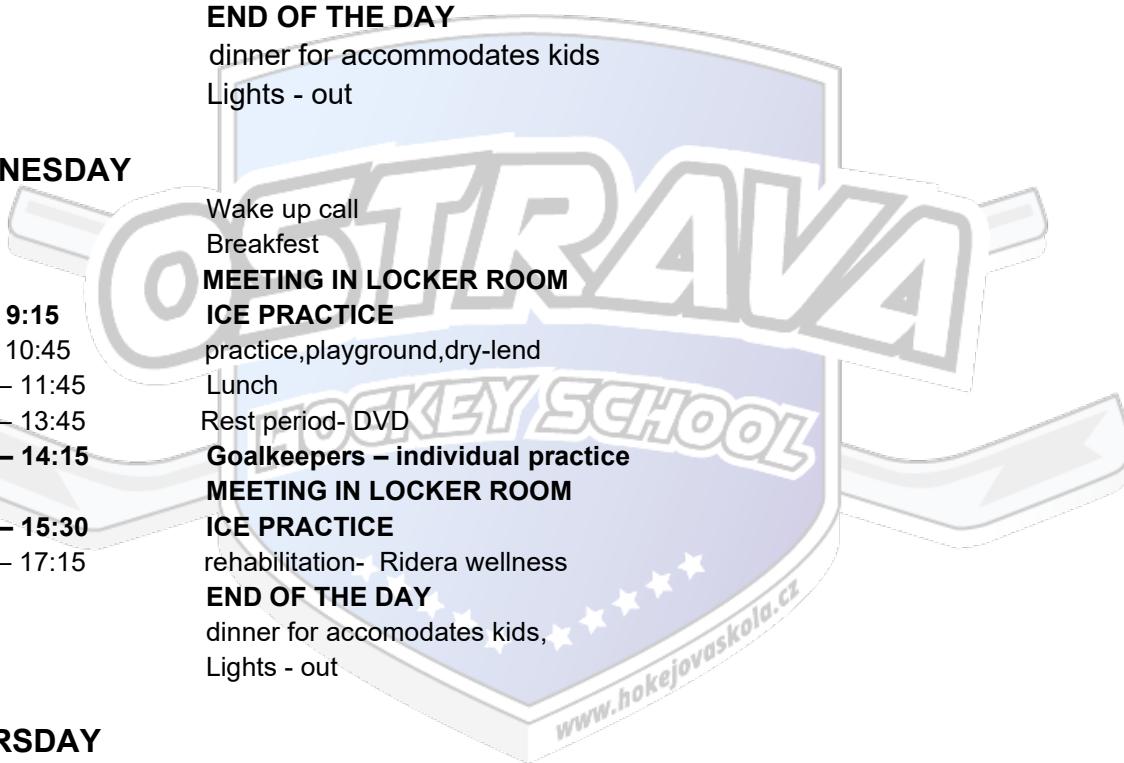 END OF THE DAY
dinner for accommodates kids
Lights - out
NESDAY
Wake up call
Breakfest
MEETING IN LOCKER ROOM
9:15 ICE PRACTICE
10:45 practice,playground,dry-lend
– 11:45 Lunch
– 13:45 Rest period- DVD
– 14:15 Goalkeepers – individual practice
MEETING IN LOCKER ROOM
– 15:30 ICE PRACTICE
– 17:15 rehabilitation- Ridera wellness
END OF THE DAY
dinner for accomodates kids,
Lights - out
RSDAY
OSTRAVA
HOCKEY SCHOOL
www.hokejovaskola.cz